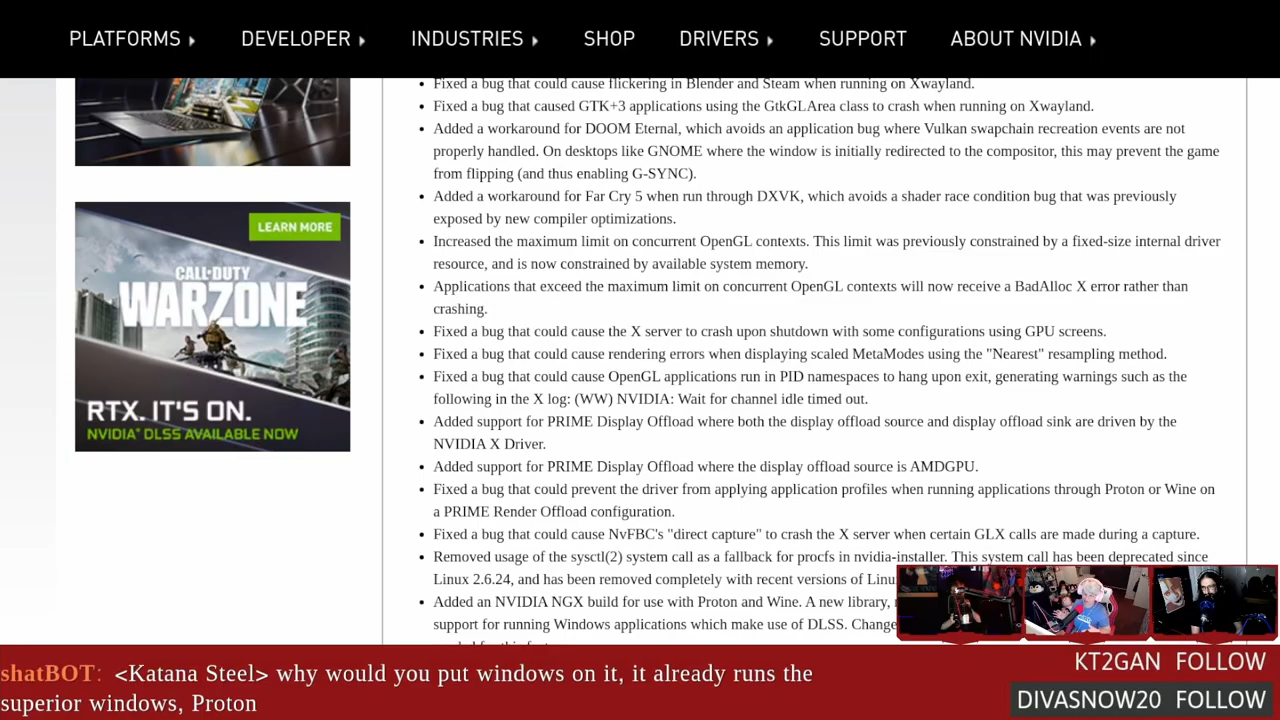 PLATFORMS DEVELOPER INDUSTRIES SHOP DRIVERS SUPPORT ABOUT NVIDIA
Fixed a bug that could cause flickering in Blender and Steam when running on Xwayland.
Fixed a bug that caused GTK+3 applications using the GtkGLArea class to crash when running on Xwayland.
Added a workaround for DOOM Eternal, which avoids an application bug where Vulkan swapchain recreation events are not
properly handled. On desktops like GNOME where the window is initially redirected to the compositor, this may prevent the game
from flipping (and thus enabling G-SYNC).
Added a workaround for Far Cry 5 when run through DXVK, which avoids a shader race condition bug that was previously
exposed by new compiler optimizations.
Increased the maximum limit on concurrent OpenGL contexts. This limit was previously constrained by a fixed-size internal driver
resource, and is now constrained by available system memory.
Applications that exceed the maximum limit on concurrent OpenGL contexts will now receive a BadAlloc X error rather than
crashing.
Fixed a bug that could cause the X server to crash upon shutdown with some configurations using GPU screens.
Fixed a bug that could cause rendering errors when displaying scaled MetaModes using the "Nearest" resampling method.
Fixed a bug that could cause OpenGL applications run in PID namespaces to hang upon exit, generating warnings such as the
following in the X log: (WW) NVIDIA: Wait for channel idle timed out.
Added support for PRIME Display Offload where both the display offload source and display offload sink are driven by the
NVIDIA X Driver.
Added support for PRIME Display Offload where the display offload source is AMDGPU.
Fixed a bug that could prevent the driver from applying application profiles when running applications through Proton or Wine on
a PRIME Render Offload configuration.
Fixed a bug that could cause NvFBC's "direct capture" to crash the X server when certain GLX calls are made during a capture.
Removed usage of the sysctl(2) system call as a fallback for procfs in nvidia-installer. This system call has been deprecated since
Linux 2.6.24, and has been removed completely with recent versions of
Added an NVIDIA NGX build for use with Proton and Wine. A new library,
support for running Windows applications which make use of DLSS.
LEARN MORE
CALL OF DUTY
WARZONE
RTX. IT'S ON.
NVIDIA DLSS AVAILABLE NOW
shatBOT: <Katana Steel> why would you put windows on it, it already runs the
superior windows, Proton
KT2GAN FOLLOW
DIVASNOW20 FOLLOW